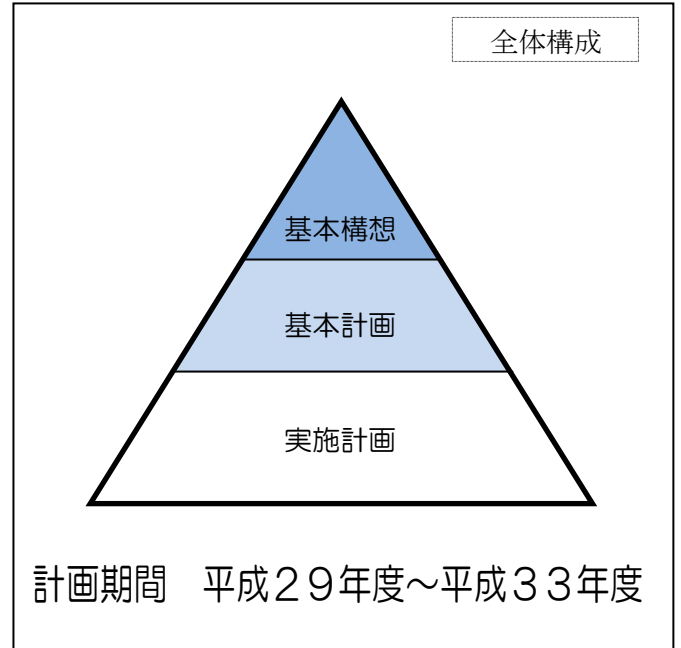 全体構成
基本構想
基本計画
実施計画
計画期間　平成２９年度～平成３３年度